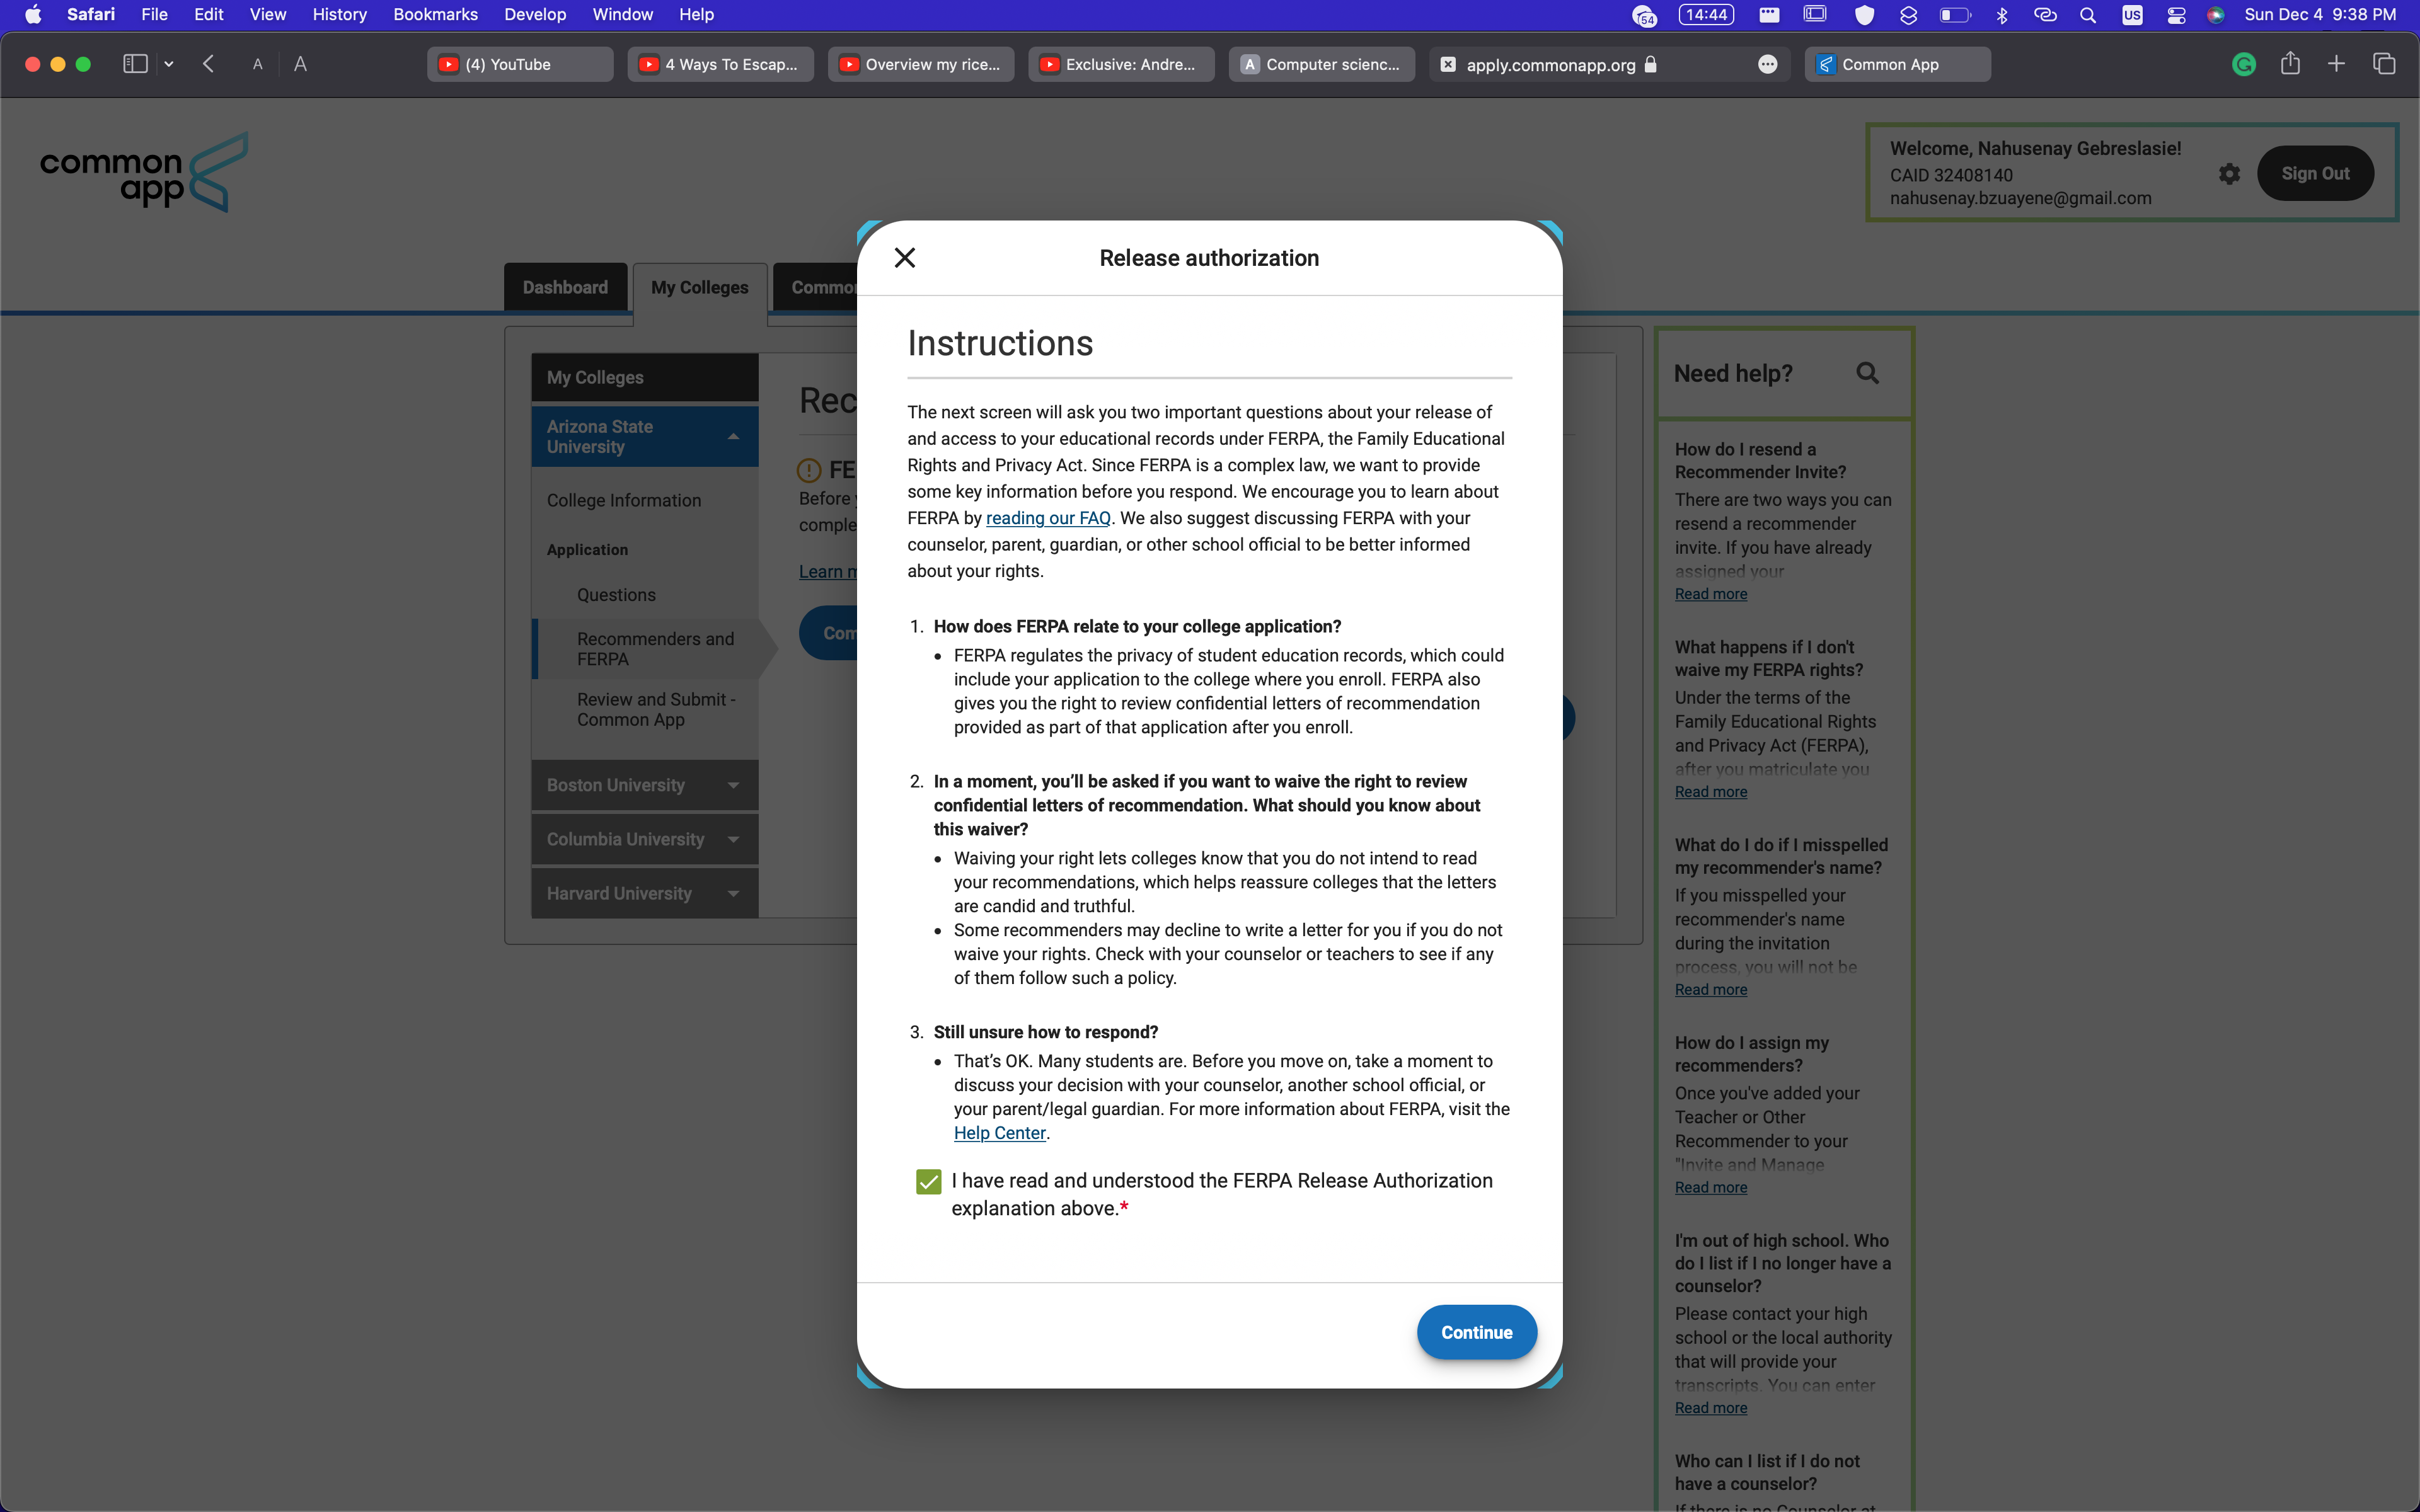 Safari File Edit View History Bookmarks Develop Window Help
54
14:44
US
Sun Dec 4 9:38 PM
A A
(4) YouTube
4 Ways To Escap...
Overview my rice...
Exclusive: Andre...
A Computer scienc...
apply.commonapp.org
Common App
common
app
Welcome, Nahusenay Gebreslasie!
CAID 32408140
nahusenay.bzuayene@gmail.com
Sign Out
Dashboard
My Colleges
My Colleges
Arizona State
University
College Information
Application
Questions
Recommenders and
FERPA
Review and Submit -
Common App
Boston University
Columbia University
Harvard University
Before
Learn
Release authorization
Instructions
The next screen will ask you two important questions about your release of
and access to your educational records under FERPA, the Family Educational
Rights and Privacy Act. Since FERPA is a complex law, we want to provide
some key information before you respond. We encourage you to learn about
FERPA by reading our FAQ. We also suggest discussing FERPA with your
counselor, parent, guardian, or other school official to be better informed
about your rights.
1. How does FERPA relate to your college application?
• FERPA regulates the privacy of student education records, which could
include your application to the college where you enroll. FERPA also
gives you the right to review confidential letters of recommendation
provided as part of that application after you enroll.
2. In a moment, you’ll be asked if you want to waive the right to review
confidential letters of recommendation. What should you know about
this waiver?
• Waiving your right lets colleges know that you do not intend to read
your recommendations, which helps reassure colleges that the letters
are candid and truthful.
• Some recommenders may decline to write a letter for you if you do not
waive your rights. Check with your counselor or teachers to see if any
of them follow such a policy.
3. Still unsure how to respond?
• That’s OK. Many students are. Before you move on, take a moment to
discuss your decision with your counselor, another school official, or
your parent/legal guardian. For more information about FERPA, visit the
Help Center.
I have read and understood the FERPA Release Authorization
explanation above.*
Continue
Need help?
How do I resend a
Recommender Invite?
There are two ways you can
resend a recommender
invite. If you have already
assigned your
Read more
What happens if I don't
waive my FERPA rights?
Under the terms of the
Family Educational Rights
and Privacy Act (FERPA),
after you matriculate you
Read more
What do I do if I misspelled
my recommender's name?
If you misspelled your
recommender's name
during the invitation
process, you will not be
Read more
How do I assign my
recommenders?
Once you've added your
Teacher or Other
Recommender to your
"Invite and Manage
Read more
I'm out of high school. Who
do I list if I no longer have a
counselor?
Please contact your high
school or the local authority
that will provide your
transcripts. You can enter
Read more
Who can I list if I do not
have a counselor?
If there is no Counselor at